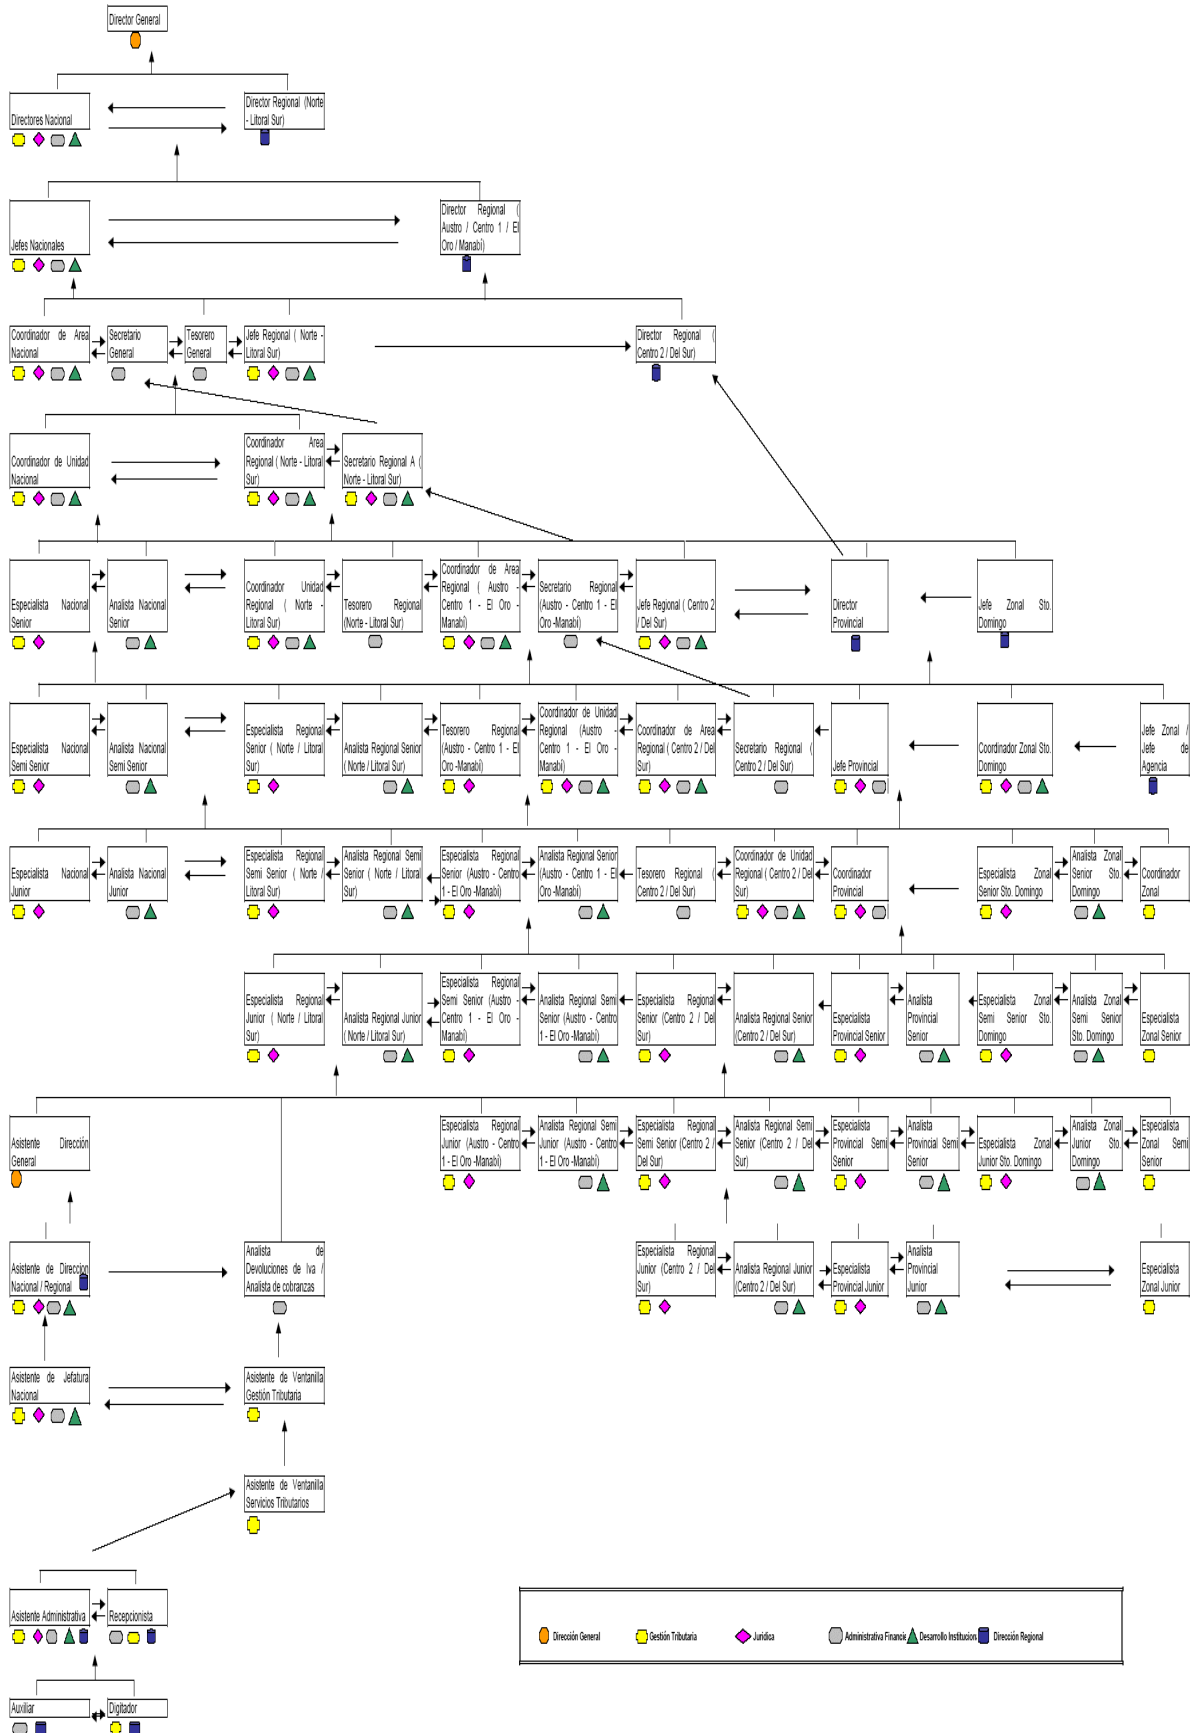 Director General
Directores Nacional
Director Regional (Norte
- Litoral Sur)
Jefes Nacionales
Director Regional (
Austro / Centro 1 / El
Oro / Manabí)
Coordinador de Area
Nacional
Secretario
General
Tesorero
General
Jefe Regional ( Norte -
Litoral Sur)
Director Regional (
Centro 2 / Del Sur)
Coordinador de Unidad
Nacional
Coordinador Area
Regional ( Norte - Litoral
Sur)
Secretario Regional A (
Norte - Litoral Sur)
Especialista Nacional
Senior
Analista Nacional
Senior
Coordinador Unidad
Regional ( Norte -
Litoral Sur)
Tesorero Regional
(Norte - Litoral Sur)
Coordinador de Area
Regional ( Austro -
Centro 1 - El Oro -
Manabí)
Secretario Regional
(Austro - Centro 1 - El
Oro -Manabí)
Jefe Regional ( Centro 2
/ Del Sur)
Director
Provincial
Jefe Zonal Sto.
Domingo
Especialista Nacional
Semi Senior
Analista Nacional
Semi Senior
Especialista Regional
Senior ( Norte / Litoral
Sur)
Analista Regional Senior
( Norte / Litoral Sur)
Tesorero Regional
(Austro - Centro 1 - El
Oro -Manabí)
Coordinador de Unidad
Regional (Austro -
Centro 1 - El Oro -
Manabí)
Coordinador de Area
Regional ( Centro 2 / Del
Sur)
Secretario Regional (
Centro 2 / Del Sur)
Jefe Provincial
Coordinador Zonal Sto.
Domingo
Jefe Zonal /
Jefe de
Agencia
Especialista Nacional
Junior
Analista Nacional
Junior
Especialista Regional
Semi Senior ( Norte /
Litoral Sur)
Analista Regional Semi
Senior ( Norte / Litoral
Sur)
Especialista Regional
Senior (Austro - Centro
1 - El Oro -Manabí)
Analista Regional Senior
(Austro - Centro 1 - El
Oro -Manabí)
Tesorero Regional (
Centro 2 / Del Sur)
Coordinador de Unidad
Regional ( Centro 2 / Del
Sur)
Coordinador
Provincial
Especialista Zonal
Senior Sto. Domingo
Analista Zonal
Senior Sto.
Domingo
Coordinador
Zonal
Especialista Regional
Junior ( Norte / Litoral
Sur)
Analista Regional Junior
( Norte / Litoral Sur)
Especialista Regional
Semi Senior (Austro -
Centro 1 - El Oro -
Manabí)
Analista Regional Semi
Senior (Austro - Centro
1 - El Oro -Manabí)
Especialista Regional
Senior (Centro 2 / Del
Sur)
Analista Regional Senior
(Centro 2 / Del Sur)
Especialista
Provincial Senior
Analista
Provincial
Senior
Especialista Zonal
Semi Senior Sto.
Domingo
Analista Zonal
Semi Senior
Sto. Domingo
Especialista
Zonal Senior
Asistente Dirección
General
Especialista Regional
Junior (Austro - Centro
1 - El Oro -Manabí)
Analista Regional Semi
Junior (Austro - Centro
1 - El Oro -Manabí)
Especialista Regional
Semi Senior (Centro 2 /
Del Sur)
Analista Regional Semi
Senior (Centro 2 / Del
Sur)
Especialista
Provincial Semi
Senior
Analista
Provincial Semi
Senior
Especialista Zonal
Junior Sto. Domingo
Analista Zonal
Junior Sto.
Domingo
Especialista
Zonal Semi
Senior
Asistente de Direccion
Nacional / Regional
Analista de
Devoluciones de Iva /
Analista de cobranzas
Especialista Regional
Junior (Centro 2 / Del
Sur)
Analista Regional Junior
(Centro 2 / Del Sur)
Especialista
Provincial Junior
Analista
Provincial
Junior
Especialista
Zonal Junior
Asistente de Jefatura
Nacional
Asistente de Ventanilla
Gestión Tributaria
Asistente de Ventanilla
Servicios Tributarios
Asistente Administrativa
Recepcionista
Auxiliar
Digitador
Dirección General
Gestión Tributaria
Jurídica
Administrativa Financie
Desarrollo Institucion
Dirección Regional